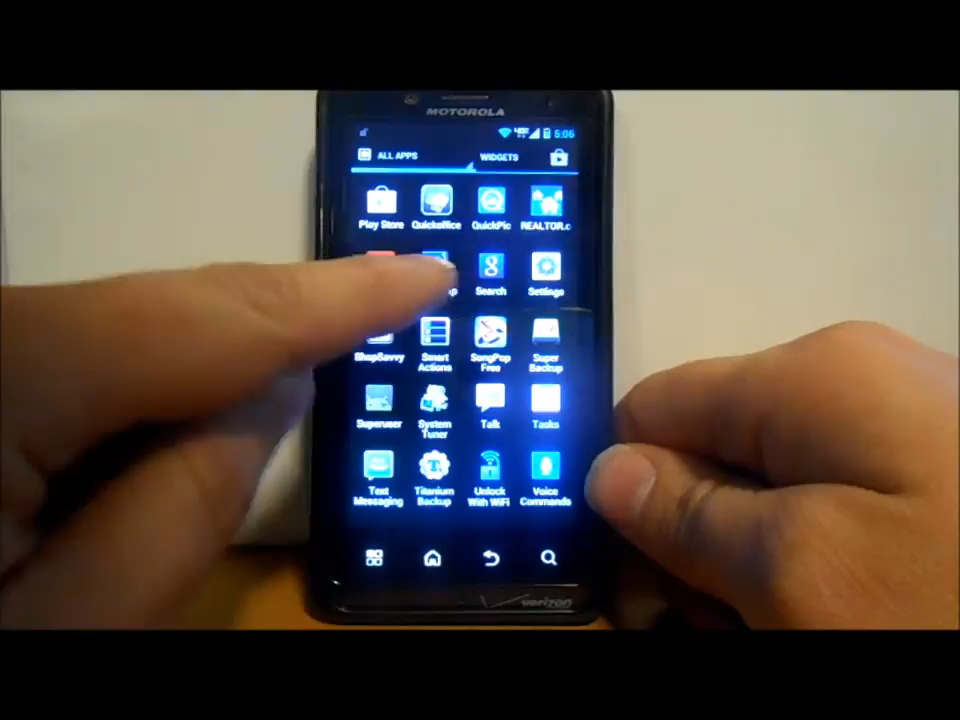 MOTOROLA
5:06
ALL APPS WIDGETS
Play Store Quickoffice QuickPic REALTOR.c
Search Settings
ShopSavvy Smart Actions SongPop Free Super Backup
Superuser System Tuner Talk Tasks
Text Messaging Titanium Backup Unlock With WiFi Voice Commands
verizon